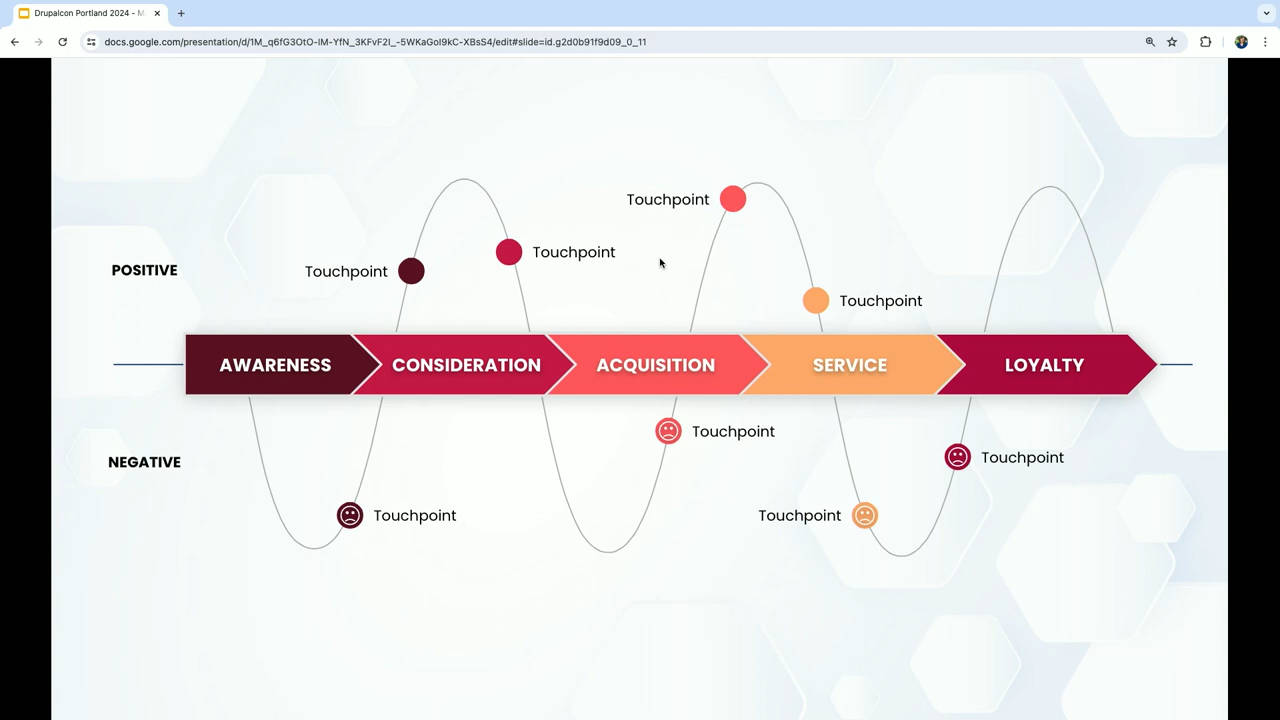 Drupalcon Portland 2024 - M
docs.google.com/presentation/d/1M_q6fG3OtO-IM-YfN_3KFvF2I_-5WKaGol9kC-XBsS4/edit#slide=id.g2d0b91f9d09_0_11
Touchpoint
Touchpoint
POSITIVE
Touchpoint
Touchpoint
AWARENESS
CONSIDERATION
ACQUISITION
SERVICE
LOYALTY
Touchpoint
NEGATIVE
Touchpoint
Touchpoint
Touchpoint